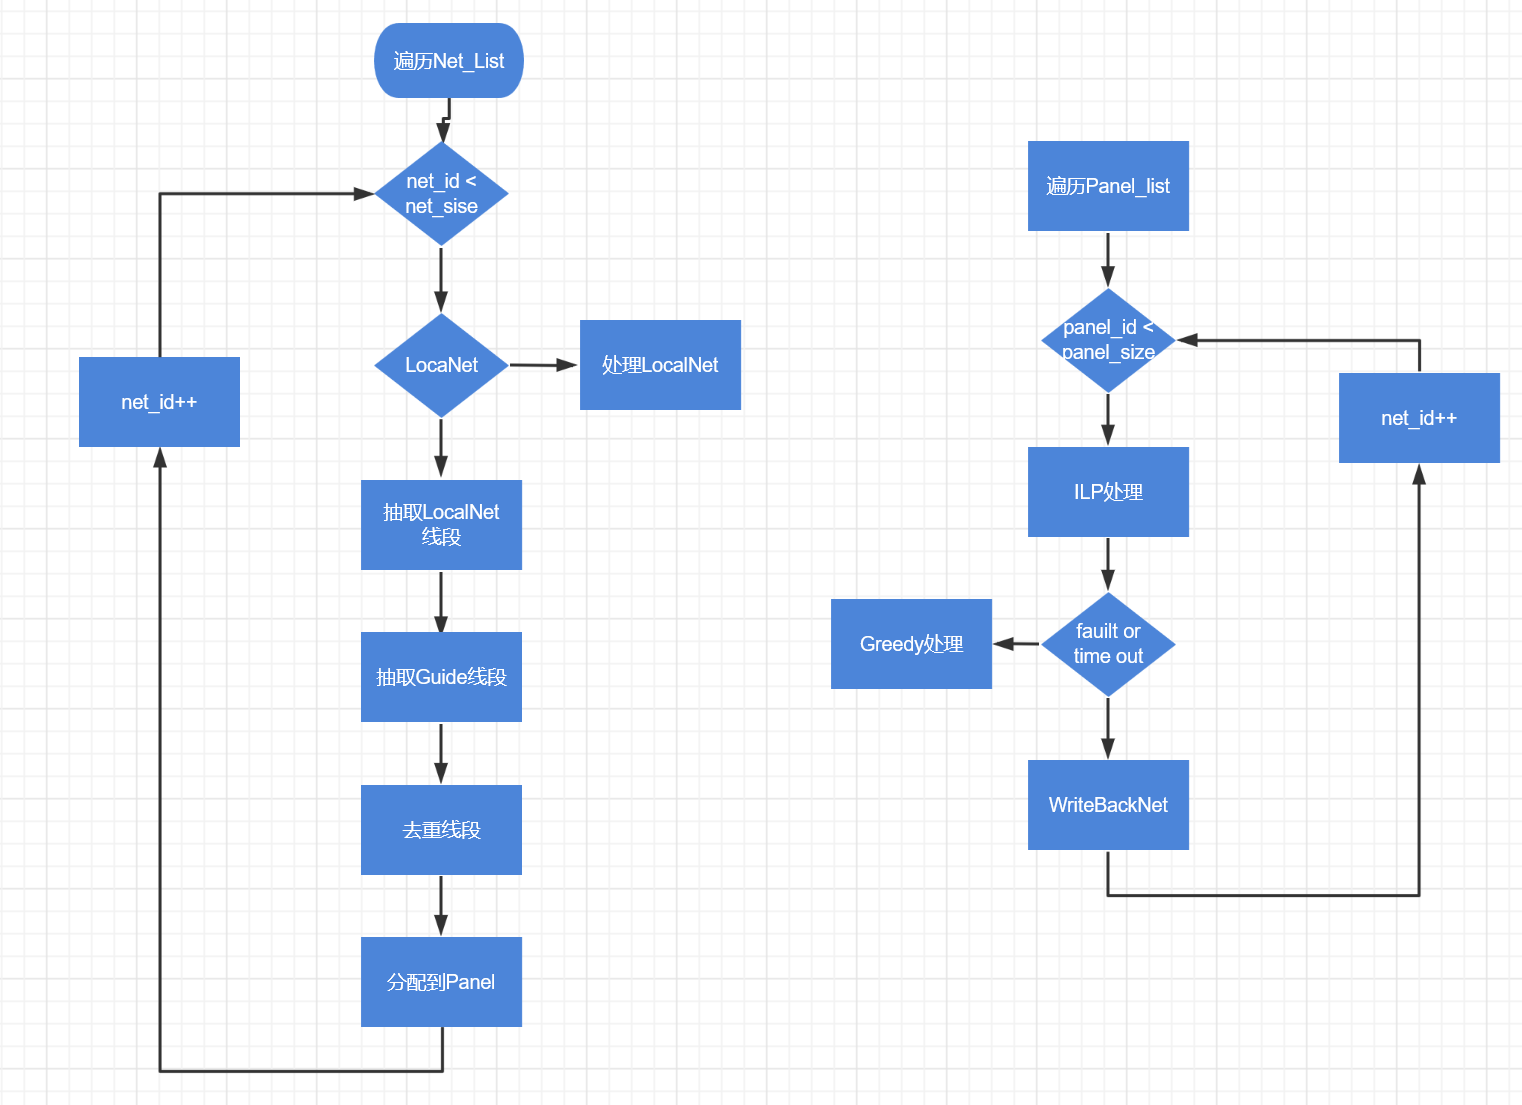 遍历Net_List
net_id <
net_sise
LocaNet
处理LocalNet
net_id++
抽取LocalNet
线段
抽取Guide线段
去重线段
分配到Panel
遍历Panel_list
panel_id <
panel_size
net_id++
ILP处理
fauilt or
time out
Greedy处理
WriteBackNet